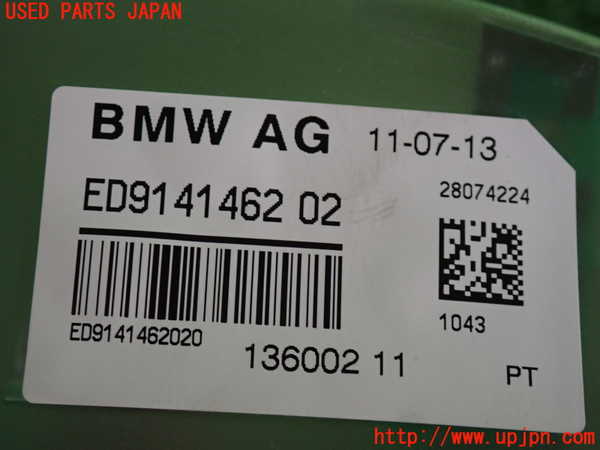 USED PARTS JAPAN
BMW AG 11-07-13
ED9141462 02
28074224
ED9141462020
1043
136002 11
PT
http://www.upjpn.com/